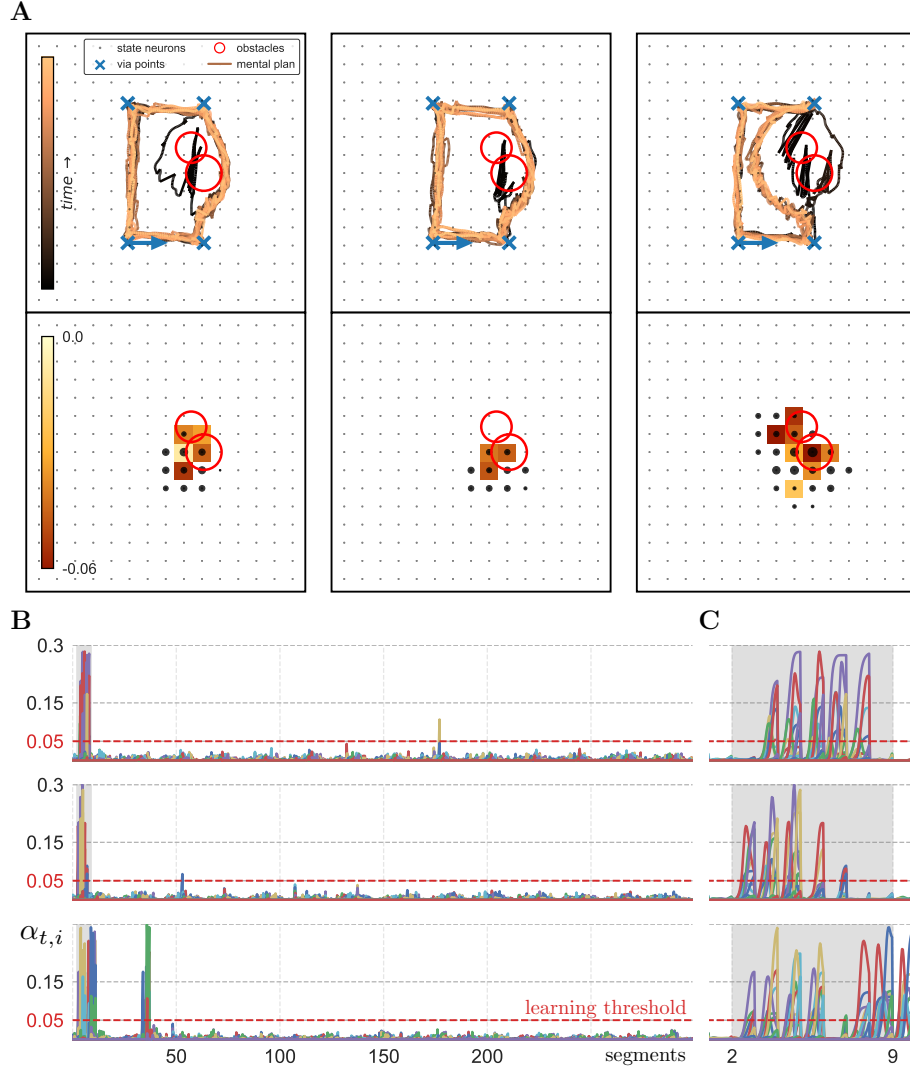 A
state neurons
obstacles
via points
mental plan
time →
0.0
-0.06
B
C
0.3
0.15
0.05
0.3
0.15
0.05
αt,i
0.15
learning threshold
0.05
50
100
150
200
segments
2
9